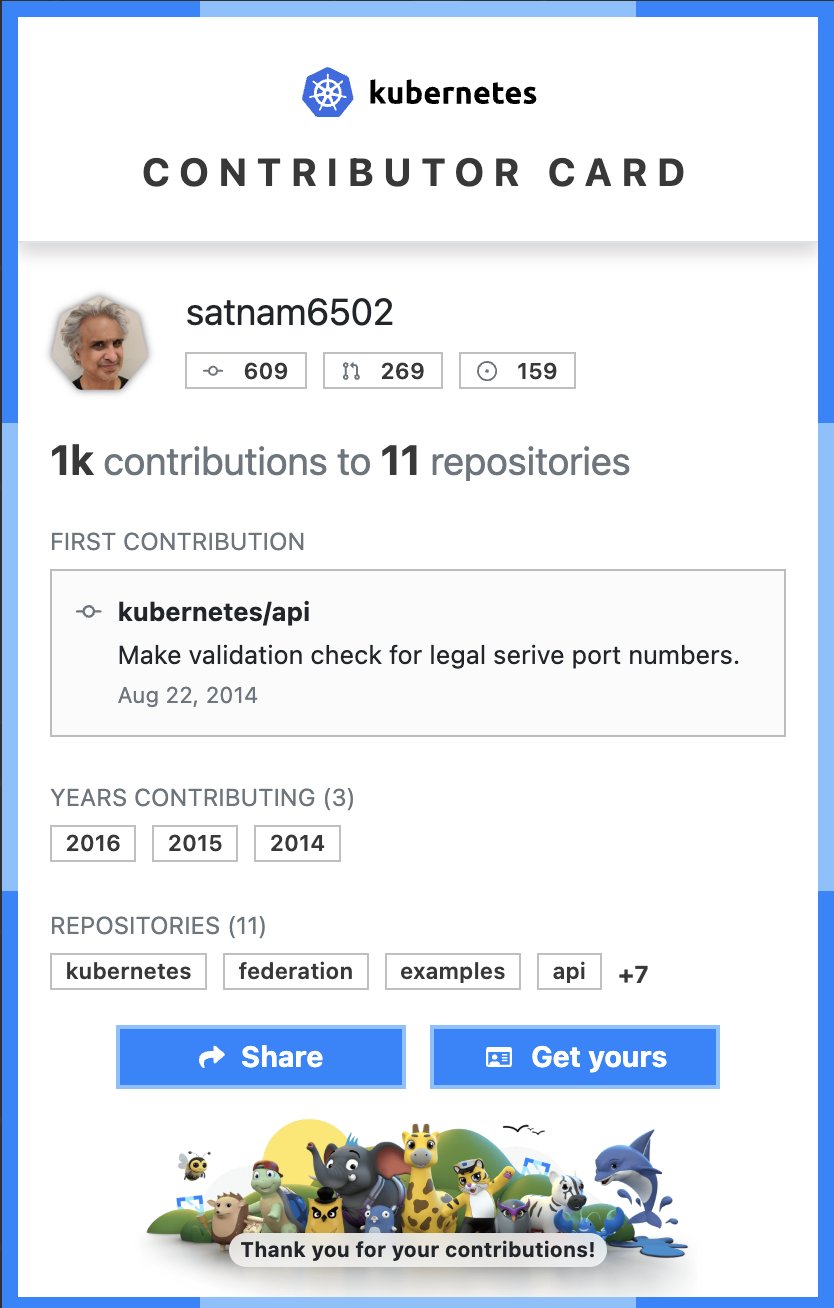 kubernetes
CONTRIBUTOR CARD
satnam6502
609 269 159
1k contributions to 11 repositories
FIRST CONTRIBUTION
kubernetes/api
Make validation check for legal serive port numbers.
Aug 22, 2014
YEARS CONTRIBUTING (3)
2016 2015 2014
REPOSITORIES (11)
kubernetes federation examples api +7
Share Get yours
Thank you for your contributions!